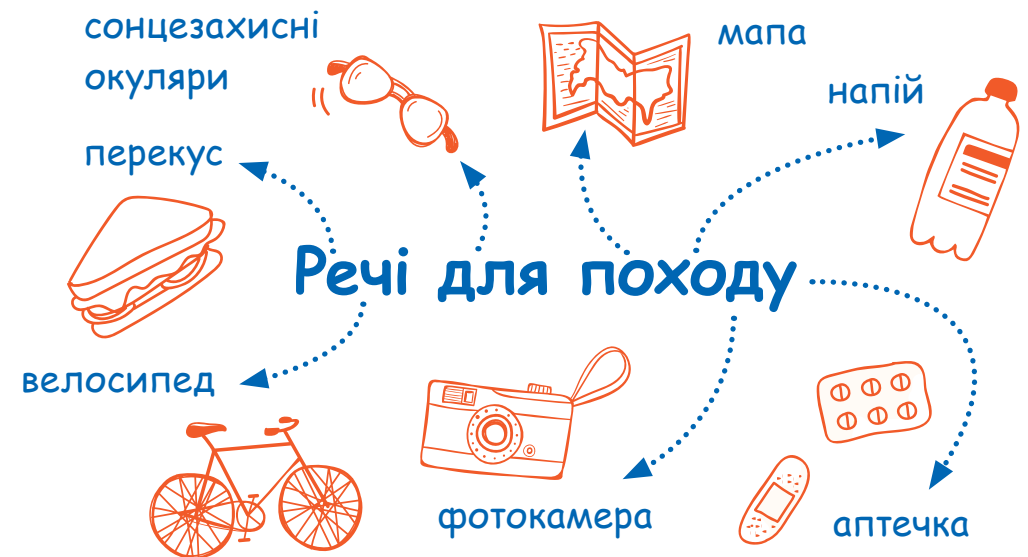 сонцезахисні
окуляри
мапа
напій
перекус
Речі для походу
велосипед
фотокамера
аптечка